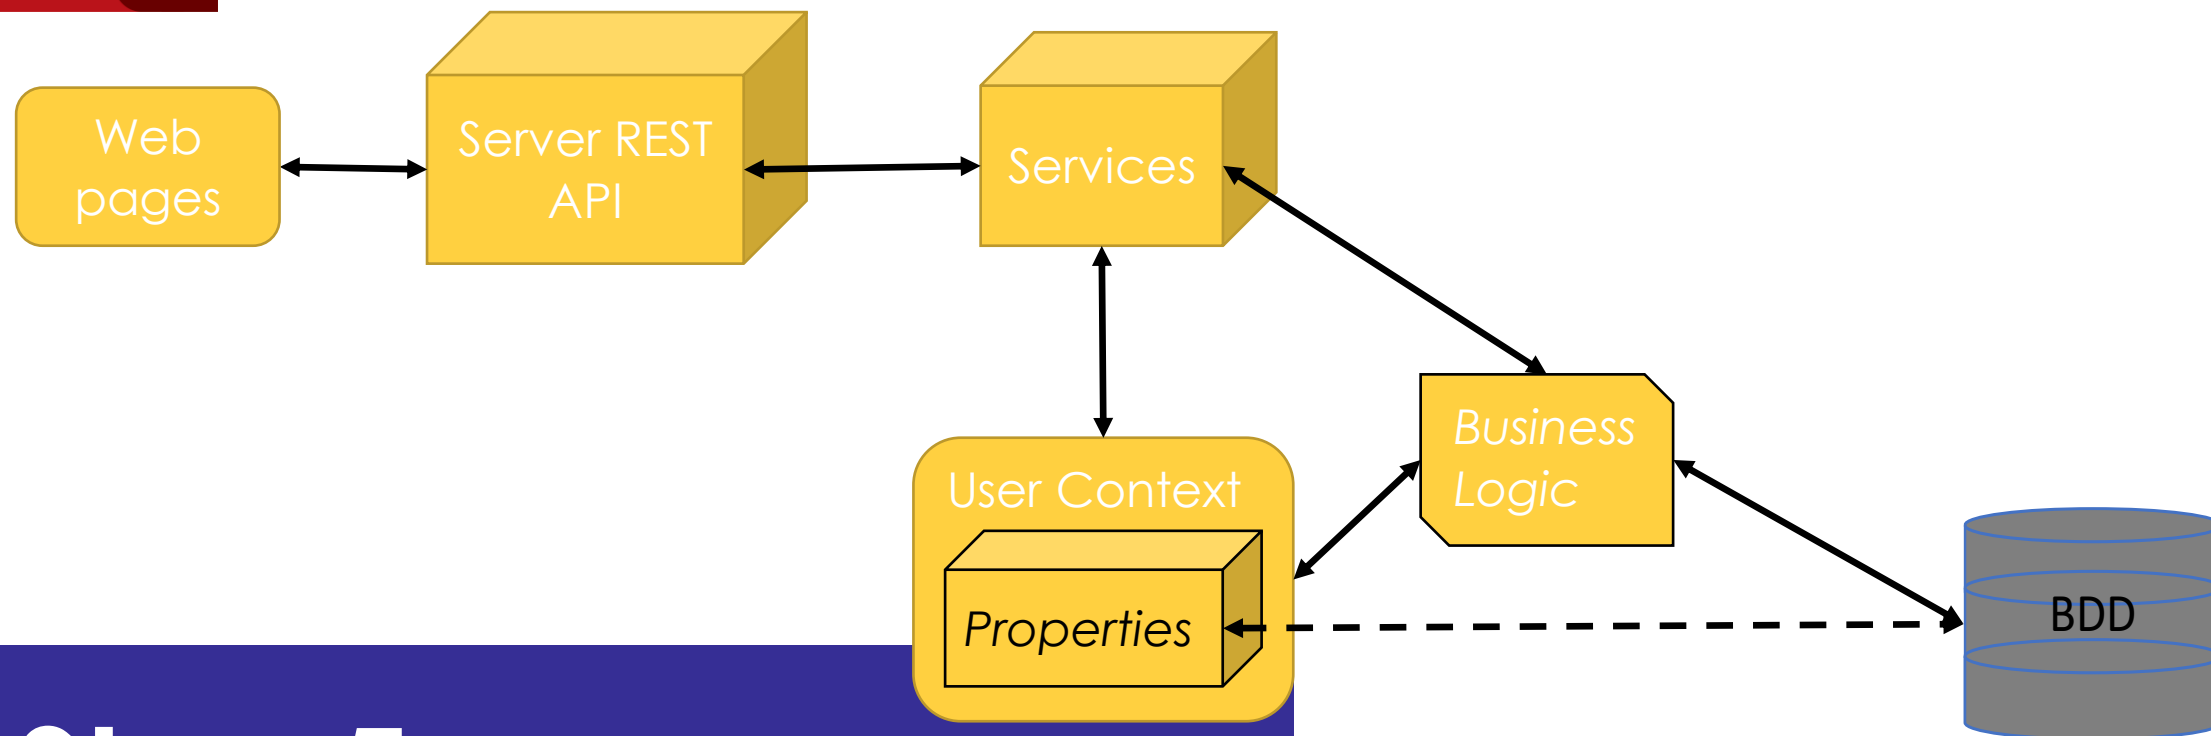 Web
pages
Server REST
API
Services
Business
Logic
User Context
Properties
BDD